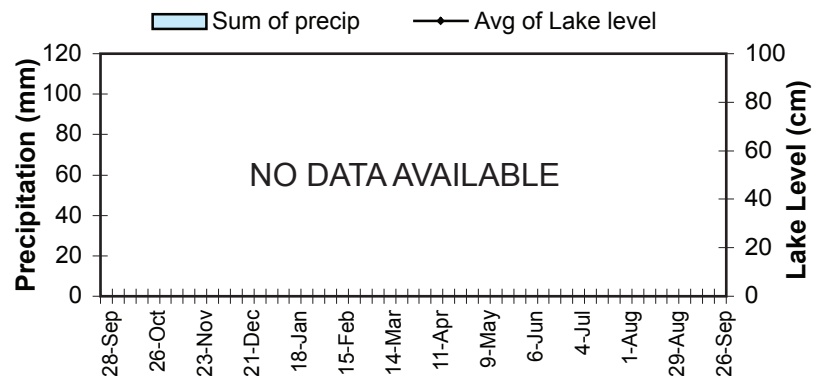 Sum of precip Avg of Lake level
Precipitation (mm)
120
100
80
60
40
20
0
NO DATA AVAILABLE
100
80
60
40
20
0
Lake Level (cm)
28-Sep
26-Oct
23-Nov
21-Dec
18-Jan
15-Feb
14-Mar
11-Apr
9-May
6-Jun
4-Jul
1-Aug
29-Aug
26-Sep